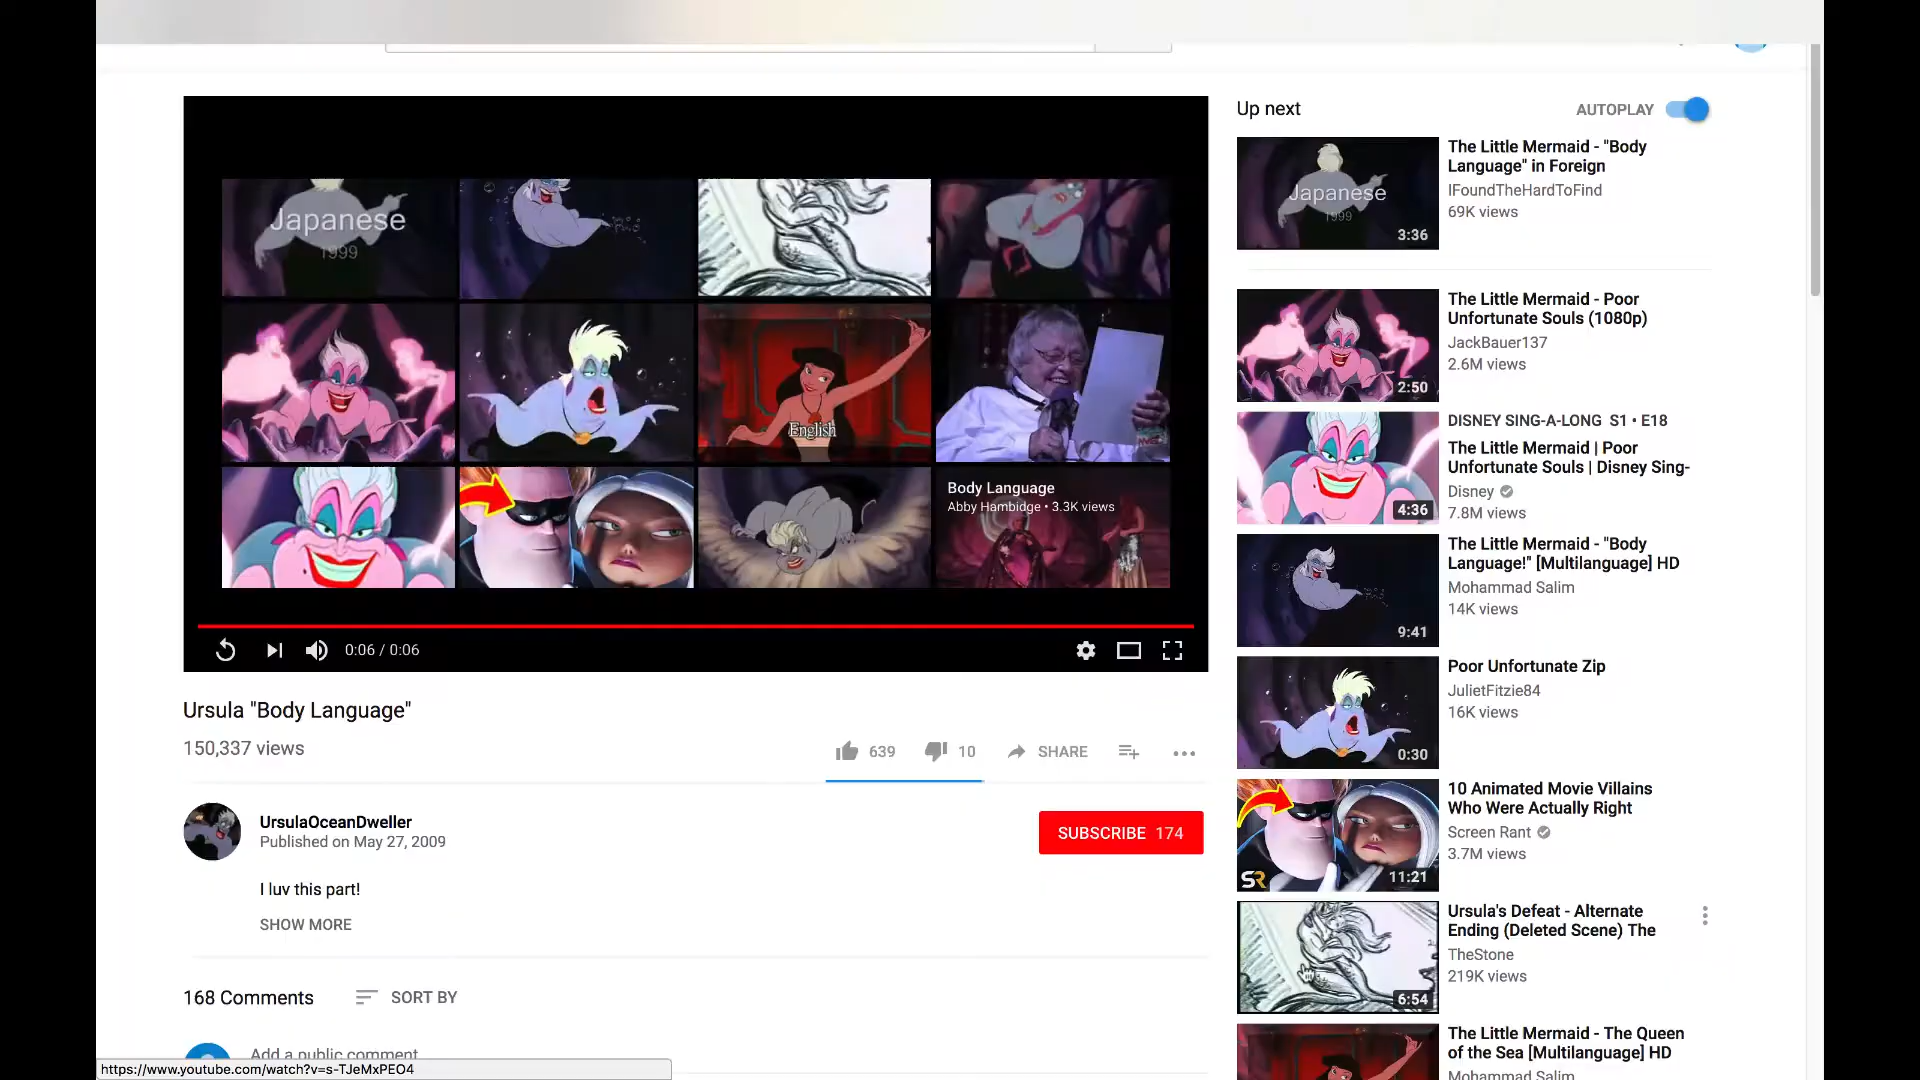 Up next
AUTOPLAY
Japanese
1999
English
Body Language
Abby Hambidge • 3.3K views
0:06 / 0:06
Ursula "Body Language"
150,337 views
639
10
SHARE
UrsulaOceanDweller
Published on May 27, 2009
SUBSCRIBE 174
I luv this part!
SHOW MORE
168 Comments
SORT BY
Add a public comment
https://www.youtube.com/watch?v=s-TJeMxPEO4
Japanese
1999
3:36
The Little Mermaid - "Body
Language" in Foreign
IFoundTheHardToFind
69K views
2:50
The Little Mermaid - Poor
Unfortunate Souls (1080p)
JackBauer137
2.6M views
4:36
DISNEY SING-A-LONG S1 • E18
The Little Mermaid | Poor
Unfortunate Souls | Disney Sing-
Disney
7.8M views
9:41
The Little Mermaid - "Body
Language!" [Multilanguage] HD
Mohammad Salim
14K views
0:30
Poor Unfortunate Zip
JulietFitzie84
16K views
SR
11:21
10 Animated Movie Villains
Who Were Actually Right
Screen Rant
3.7M views
6:54
Ursula's Defeat - Alternate
Ending (Deleted Scene) The
TheStone
219K views
The Little Mermaid - The Queen
of the Sea [Multilanguage] HD
Mohammad Salim